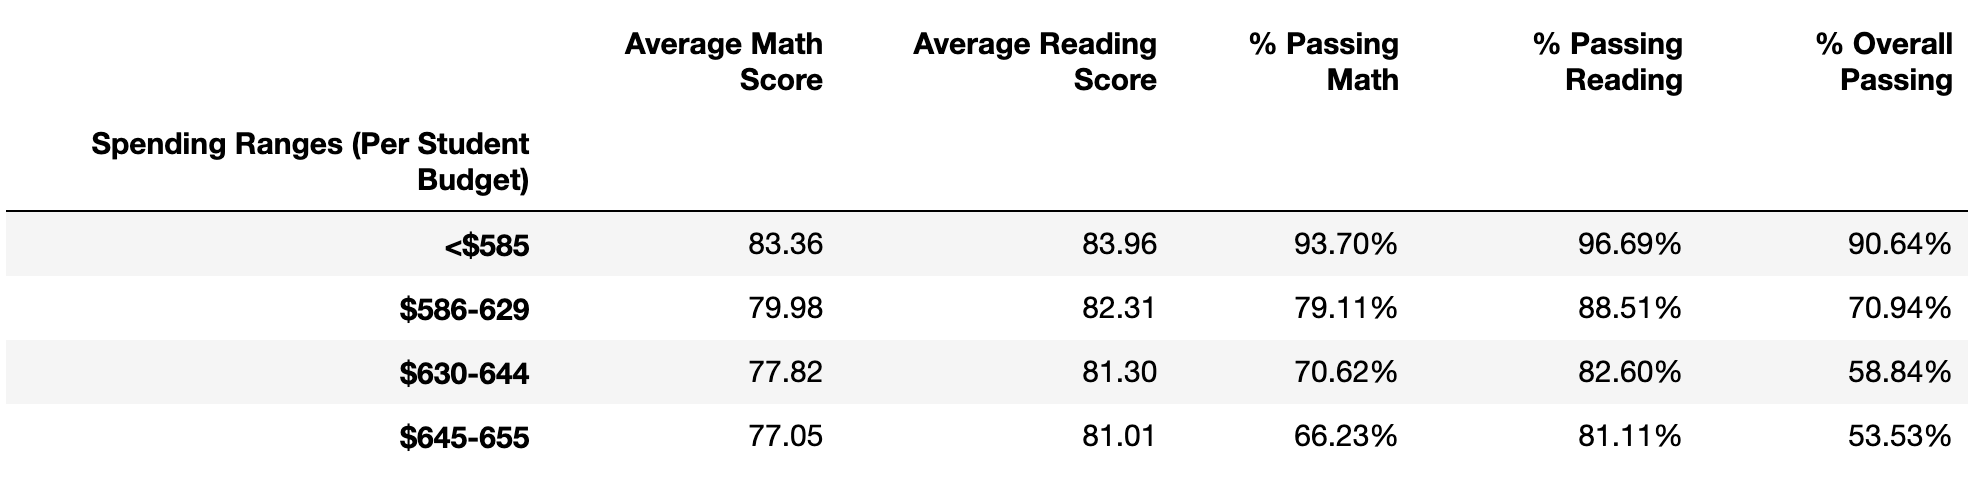 Average Math Score Average Reading Score % Passing Math % Passing Reading % Overall Passing
Spending Ranges (Per Student Budget)
<$585 83.36 83.96 93.70% 96.69% 90.64%
$586-629 79.98 82.31 79.11% 88.51% 70.94%
$630-644 77.82 81.30 70.62% 82.60% 58.84%
$645-655 77.05 81.01 66.23% 81.11% 53.53%